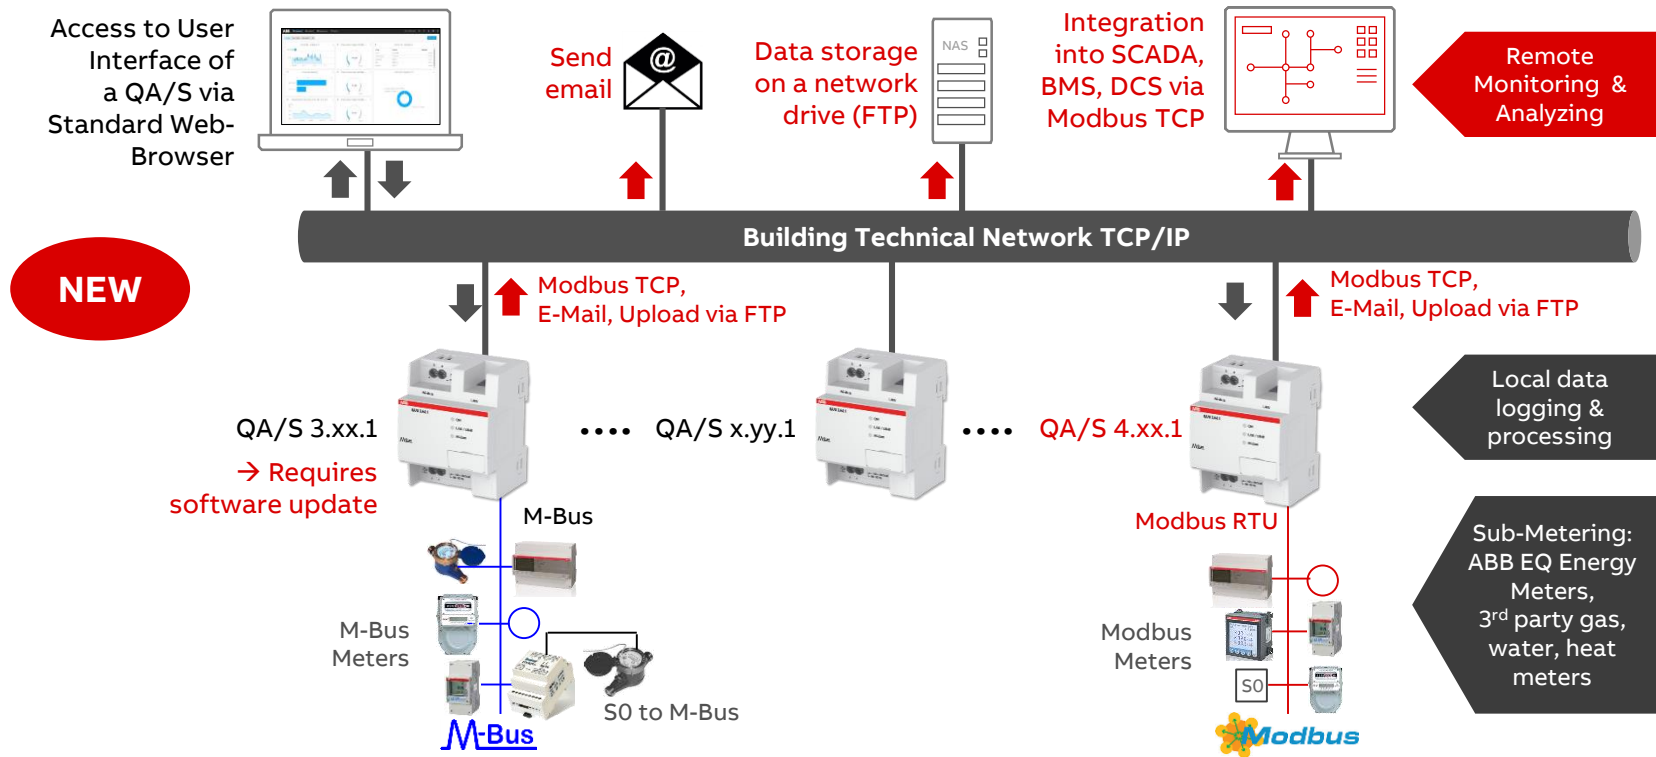 Access to User
Interface of
a QA/S via
Standard Web-
Browser
Send
email
@
Data storage
on a network
drive (FTP)
NAS
Integration
into SCADA,
BMS, DCS via
Modbus TCP
Remote
Monitoring &
Analyzing
Building Technical Network TCP/IP
NEW
Modbus TCP,
E-Mail, Upload via FTP
Modbus TCP,
E-Mail, Upload via FTP
QA/S 3.xx.1
→ Requires
software update
•••• QA/S x.yy.1 ••••
QA/S 4.xx.1
Local data
logging &
processing
M-Bus
Modbus RTU
M-Bus
Meters
S0 to M-Bus
M-Bus
Modbus
Meters
S0
Modbus
Sub-Metering:
ABB EQ Energy
Meters,
3rd party gas,
water, heat
meters